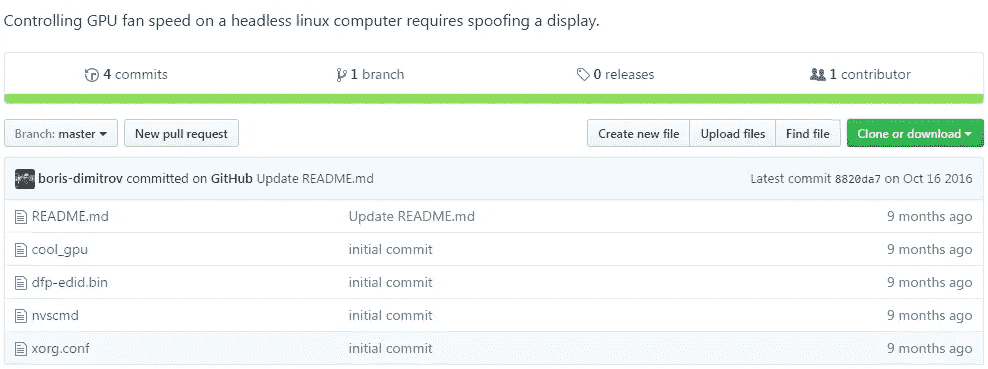 Controlling GPU fan speed on a headless linux computer requires spoofing a display.
4 commits 1 branch 0 releases 1 contributor
Branch: master New pull request Create new file Upload files Find file Clone or download
boris-dimitrov committed on GitHub Update README.md Latest commit 8820da7 on Oct 16 2016
README.md Update README.md 9 months ago
cool_gpu initial commit 9 months ago
dfp-edid.bin initial commit 9 months ago
nvscmd initial commit 9 months ago
xorg.conf initial commit 9 months ago